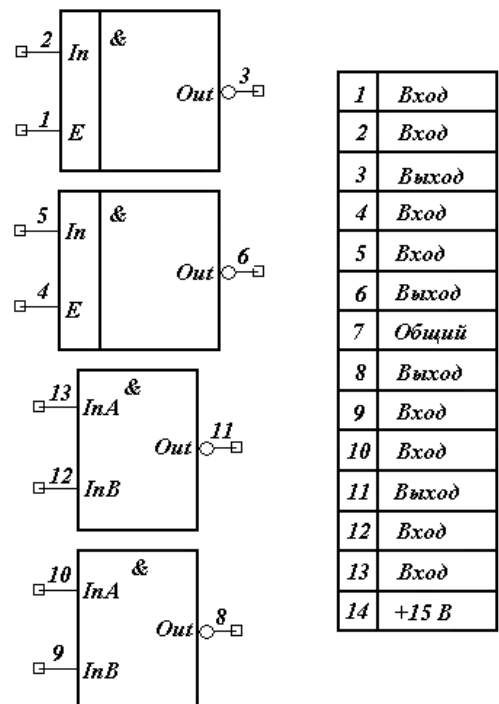 2 In &
Out 3
1 E
5 In &
Out 6
4 E
13 InA &
Out 11
12 InB
10 InA &
Out 8
9 InB
1 Вход
2 Вход
3 Выход
4 Вход
5 Вход
6 Выход
7 Общий
8 Выход
9 Вход
10 Вход
11 Выход
12 Вход
13 Вход
14 +15 В